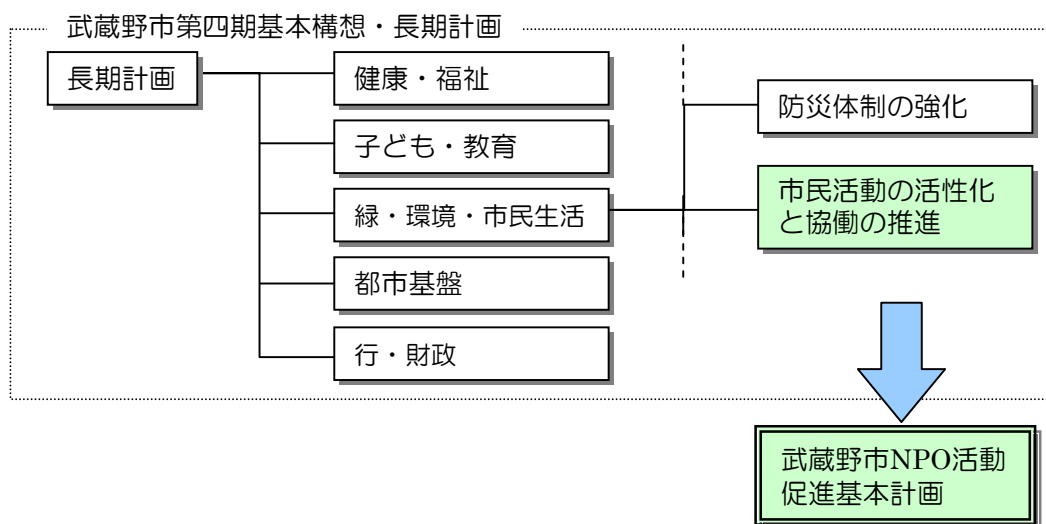 武蔵野市第四期基本構想・長期計画
長期計画
健康・福祉
子ども・教育
緑・環境・市民生活
都市基盤
行・財政
防災体制の強化
市民活動の活性化
と協働の推進
武蔵野市NPO活動
促進基本計画